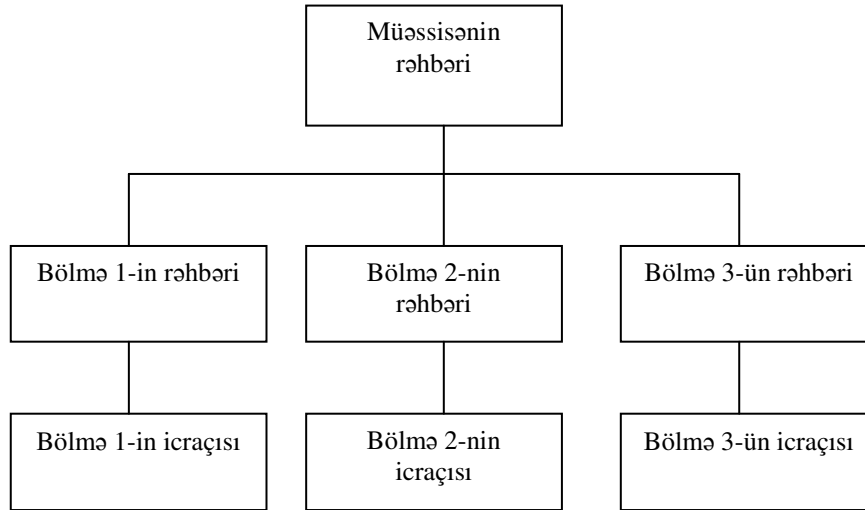 Müəssisənin
rəhbəri
Bölmə 1-in rəhbəri
Bölmə 2-nin
rəhbəri
Bölmə 3-ün rəhbəri
Bölmə 1-in icraçısı
Bölmə 2-nin
icraçısı
Bölmə 3-ün icraçısı